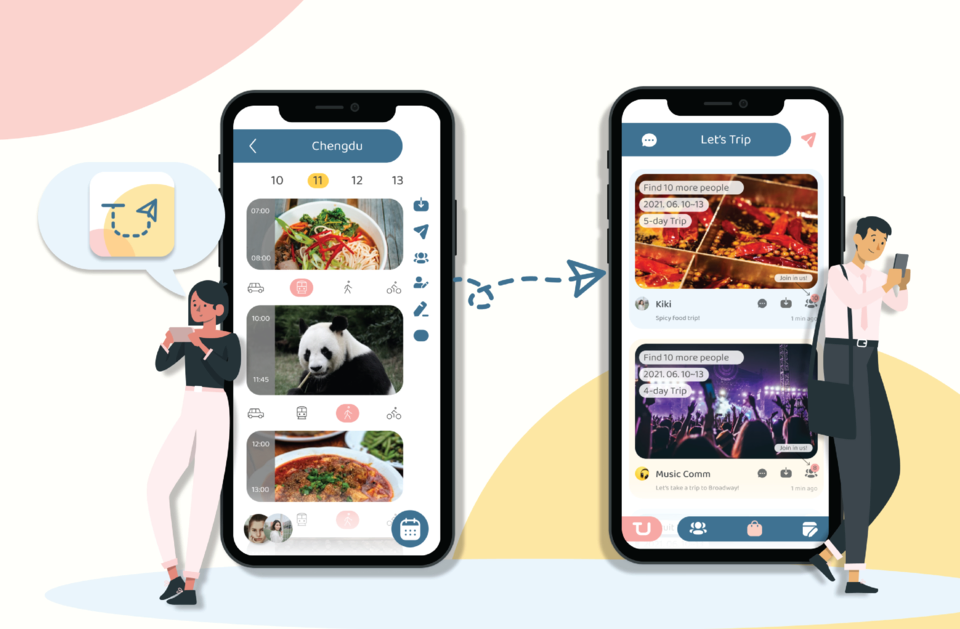 Chengdu
10 11 12 13
07:00
08:00
10:00
11:45
12:00
13:00
Let's Trip
Find 10 more people
2021. 06. 10-13
5-day Trip
Join in us!
Kiki
Spicy food trip!
1 min ago
Find 10 more people
2021. 06. 10-13
4-day Trip
Join in us!
Music Comm
Let's take a trip to Broadway!
1 min ago